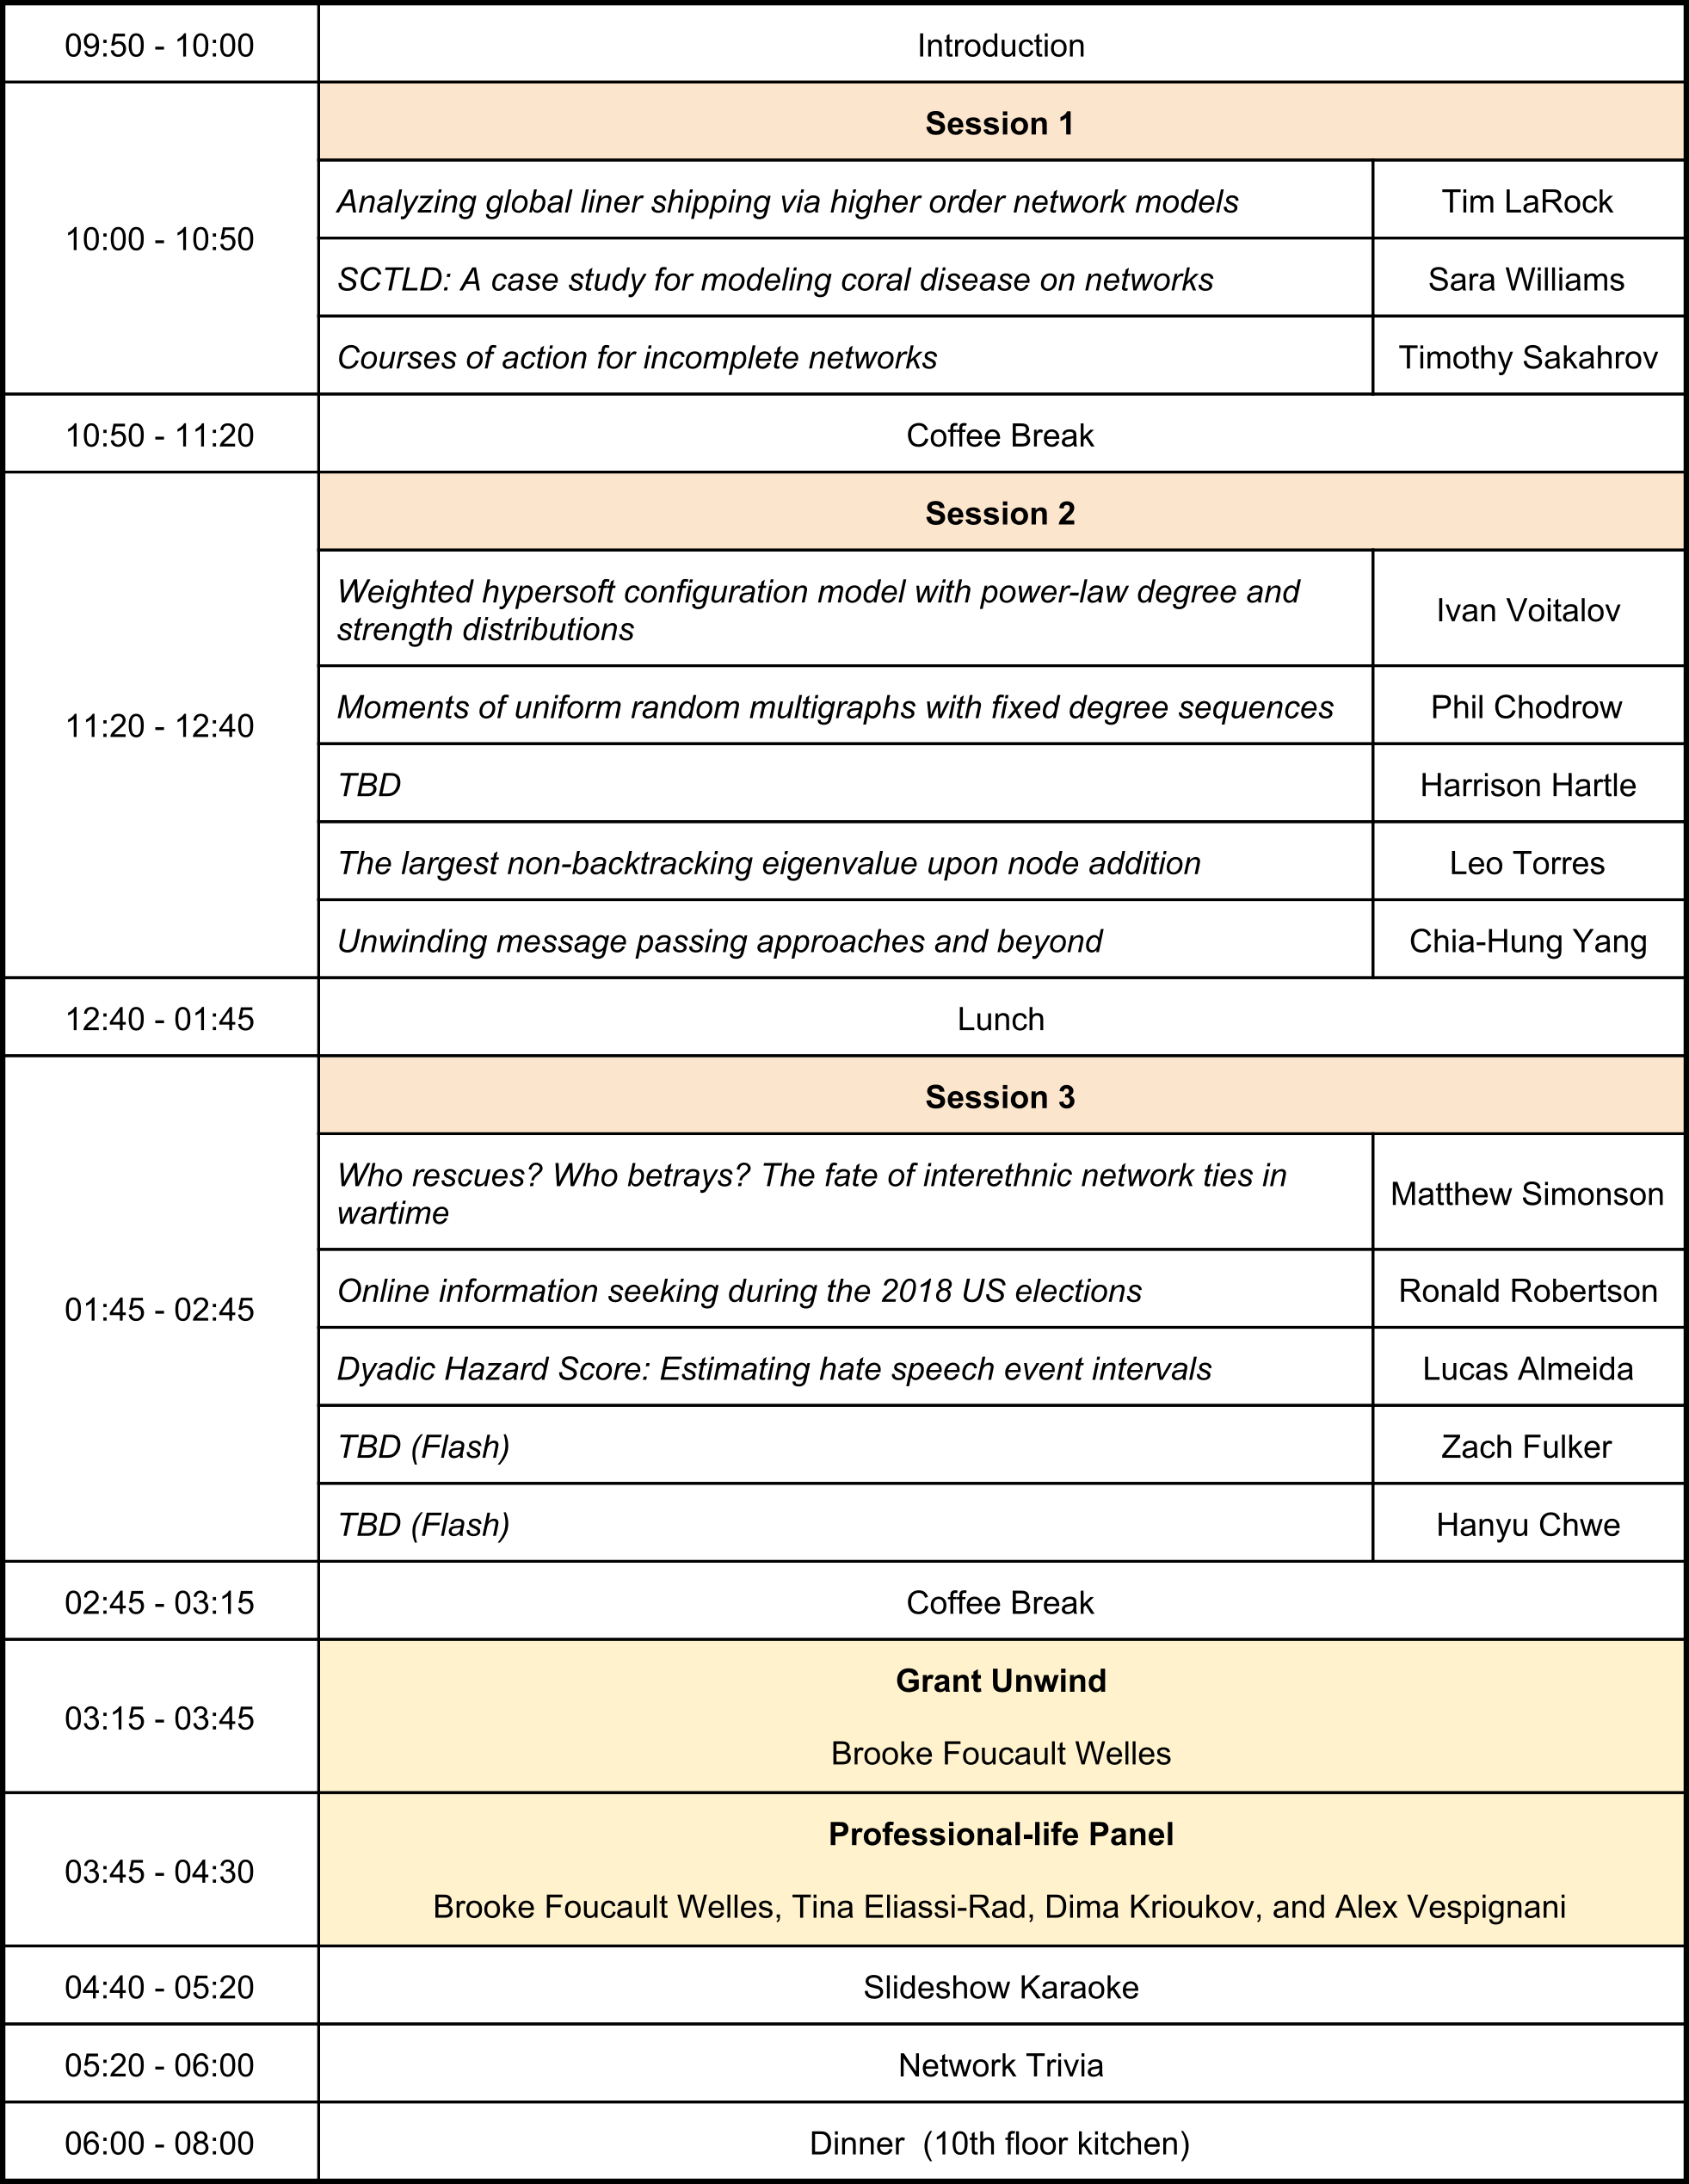 09:50 - 10:00
Introduction
10:00 - 10:50
Session 1
Analyzing global liner shipping via higher order network models
Tim LaRock
SCTLD: A case study for modeling coral disease on networks
Sara Williams
Courses of action for incomplete networks
Timothy Sakahrov
10:50 - 11:20
Coffee Break
11:20 - 12:40
Session 2
Weighted hypersoft configuration model with power-law degree and
strength distributions
Ivan Voitalov
Moments of uniform random multigraphs with fixed degree sequences
Phil Chodrow
TBD
Harrison Hartle
The largest non-backtracking eigenvalue upon node addition
Leo Torres
Unwinding message passing approaches and beyond
Chia-Hung Yang
12:40 - 01:45
Lunch
01:45 - 02:45
Session 3
Who rescues? Who betrays? The fate of interethnic network ties in
wartime
Matthew Simonson
Online information seeking during the 2018 US elections
Ronald Robertson
Dyadic Hazard Score: Estimating hate speech event intervals
Lucas Almeida
TBD (Flash)
Zach Fulker
TBD (Flash)
Hanyu Chwe
02:45 - 03:15
Coffee Break
03:15 - 03:45
Grant Unwind
Brooke Foucault Welles
03:45 - 04:30
Professional-life Panel
Brooke Foucault Welles, Tina Eliassi-Rad, Dima Krioukov, and Alex Vespignani
04:40 - 05:20
Slideshow Karaoke
05:20 - 06:00
Network Trivia
06:00 - 08:00
Dinner (10th floor kitchen)